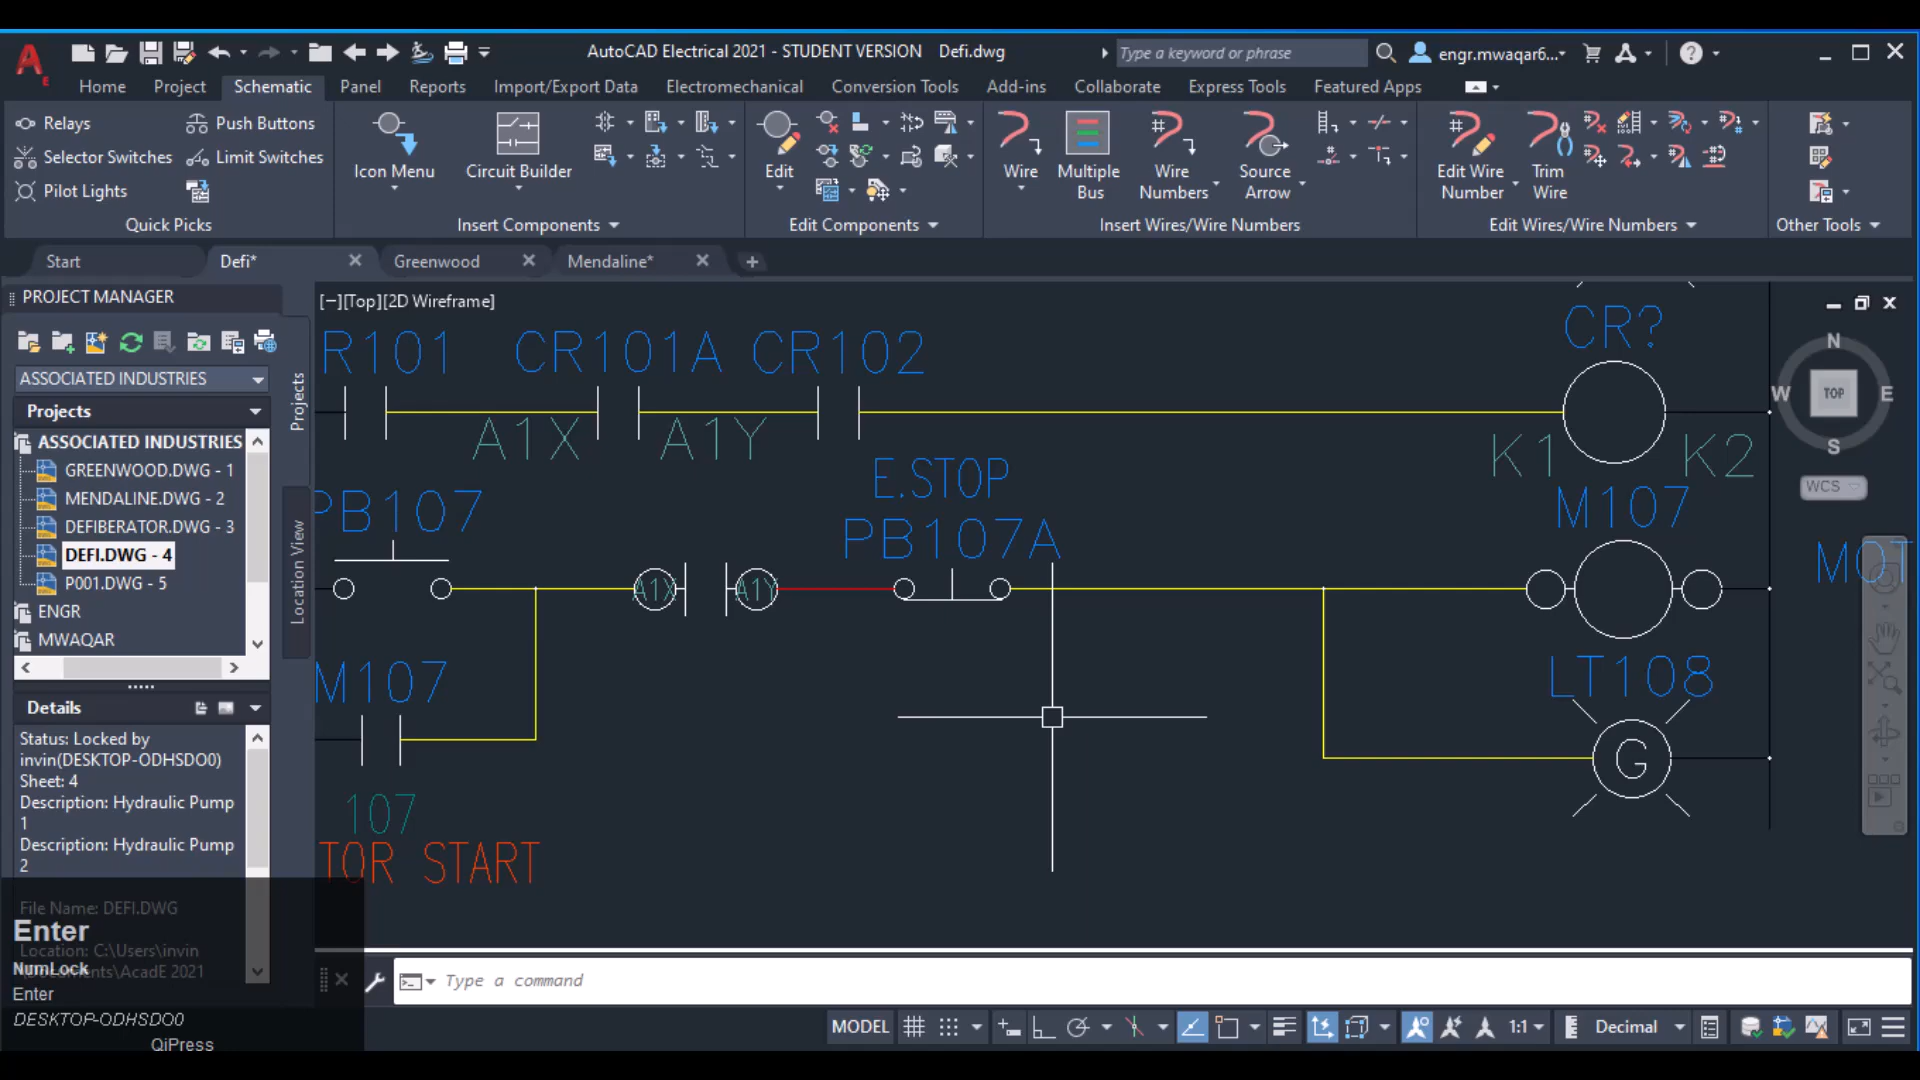 AutoCAD Electrical 2021 - STUDENT VERSION Defi.dwg
Type a keyword or phrase
engr.mwaqar6...
Home Project Schematic Panel Reports Import/Export Data Electromechanical Conversion Tools Add-ins Collaborate Express Tools Featured Apps
Relays
Push Buttons
Selector Switches
Limit Switches
Pilot Lights
Quick Picks
Icon Menu
Circuit Builder
Insert Components
Edit
Edit Components
Wire
Multiple Bus
Wire Numbers
Source Arrow
Insert Wires/Wire Numbers
Edit Wire Number
Trim Wire
Edit Wires/Wire Numbers
Other Tools
Start
Defi*
Greenwood
Mendaline*
PROJECT MANAGER
ASSOCIATED INDUSTRIES
Projects
ASSOCIATED INDUSTRIES
GREENWOOD.DWG - 1
MENDALINE.DWG - 2
DEFIBERATOR.DWG - 3
DEFI.DWG - 4
P001.DWG - 5
ENGR
MWAQAR
Projects
Location View
Details
Status: Locked by
invin(DESKTOP-ODHSDO0)
Sheet: 4
Description: Hydraulic Pump
1
Description: Hydraulic Pump
2
File Name: DEFI.DWG
Location: C:\Users\invin
\Documents\AcadE 2021
Enter
NumLock
Enter
DESKTOP-ODHSDO0
QiPress
[−][Top][2D Wireframe]
R101
CR101A
CR102
CR?
A1X
A1Y
K1
K2
E.STOP
PB107
PB107A
M107
MOT
A1X
A1Y
M107
LT108
G
107
TOR START
N
W
TOP
E
S
WCS
Type a command
MODEL
1:1
Decimal